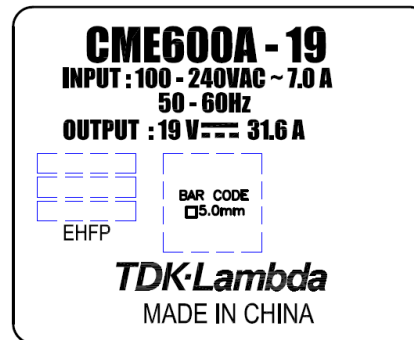 CME600A - 19
INPUT : 100 - 240VAC ~ 7.0 A
50 - 60Hz
OUTPUT : 19 V⎓ 31.6 A
BAR CODE
□5.0mm
EHFP
TDK·Lambda
MADE IN CHINA